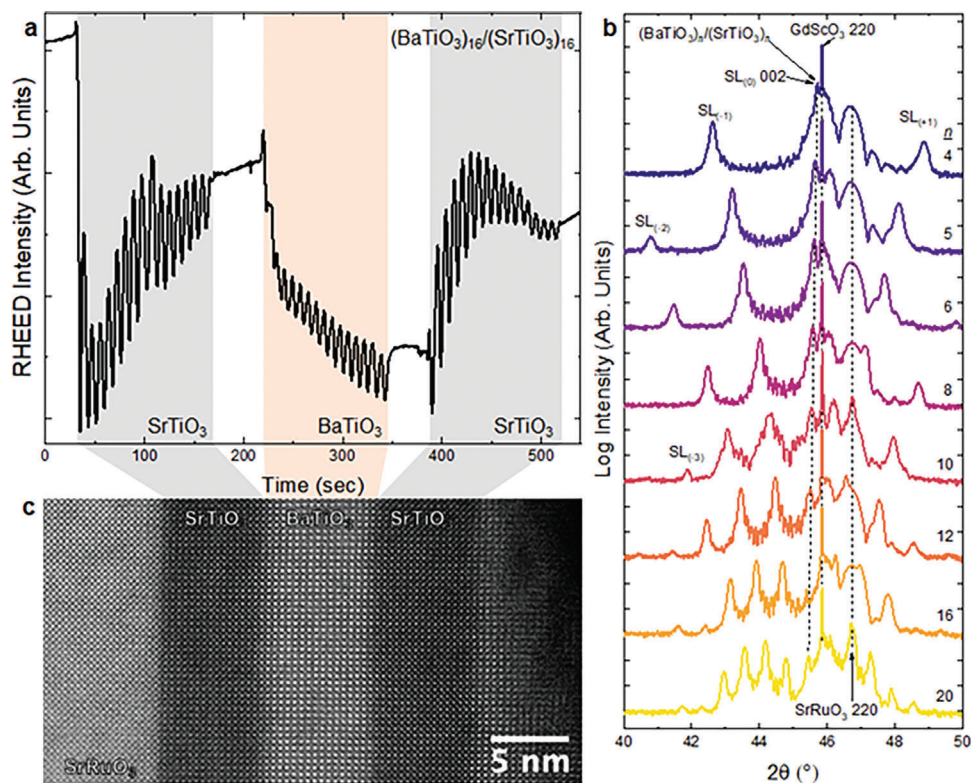 a
(BaTiO₃)₁₆/(SrTiO₃)₁₆
RHEED Intensity (Arb. Units)
SrTiO₃
BaTiO₃
SrTiO₃
0 100 200 300 400 500
Time (sec)
b
(BaTiO₃)ₙ/(SrTiO₃)ₙ
GdScO₃ 220
SL₍₀₎ 002
SL₍₋₁₎
SL₍₊₁₎
n
4
SL₍₋₂₎
5
6
8
SL₍₋₃₎
10
12
16
20
SrRuO₃ 220
Log Intensity (Arb. Units)
40 42 44 46 48 50
2θ (°)
c
SrTiO
BaTiO₃
SrTiO
SrRuO₃
5 nm